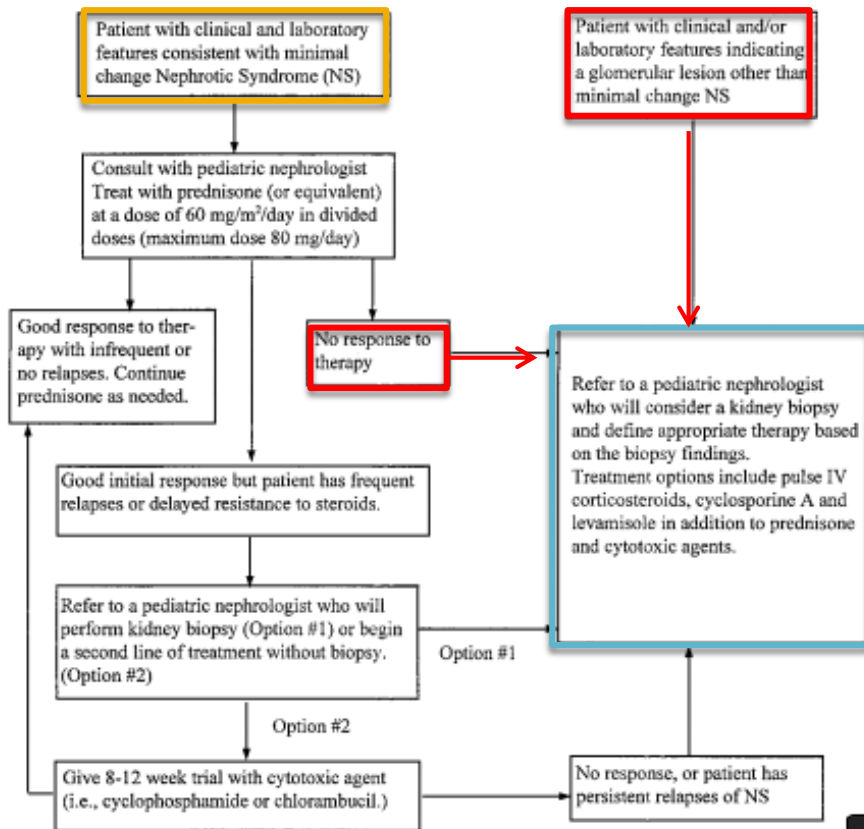 Patient with clinical and laboratory
features consistent with minimal
change Nephrotic Syndrome (NS)
Patient with clinical and/or
laboratory features indicating
a glomerular lesion other than
minimal change NS
Consult with pediatric nephrologist
Treat with prednisone (or equivalent)
at a dose of 60 mg/m²/day in divided
doses (maximum dose 80 mg/day)
Good response to ther-
apy with infrequent or
no relapses. Continue
prednisone as needed.
No response to
therapy
Refer to a pediatric nephrologist
who will consider a kidney biopsy
and define appropriate therapy based
on the biopsy findings.
Treatment options include pulse IV
corticosteroids, cyclosporine A and
levamisole in addition to prednisone
and cytotoxic agents.
Good initial response but patient has frequent
relapses or delayed resistance to steroids.
Refer to a pediatric nephrologist who will
perform kidney biopsy (Option #1) or begin
a second line of treatment without biopsy.
(Option #2)
Option #1
Option #2
Give 8-12 week trial with cytotoxic agent
(i.e., cyclophosphamide or chlorambucil.)
No response, or patient has
persistent relapses of NS